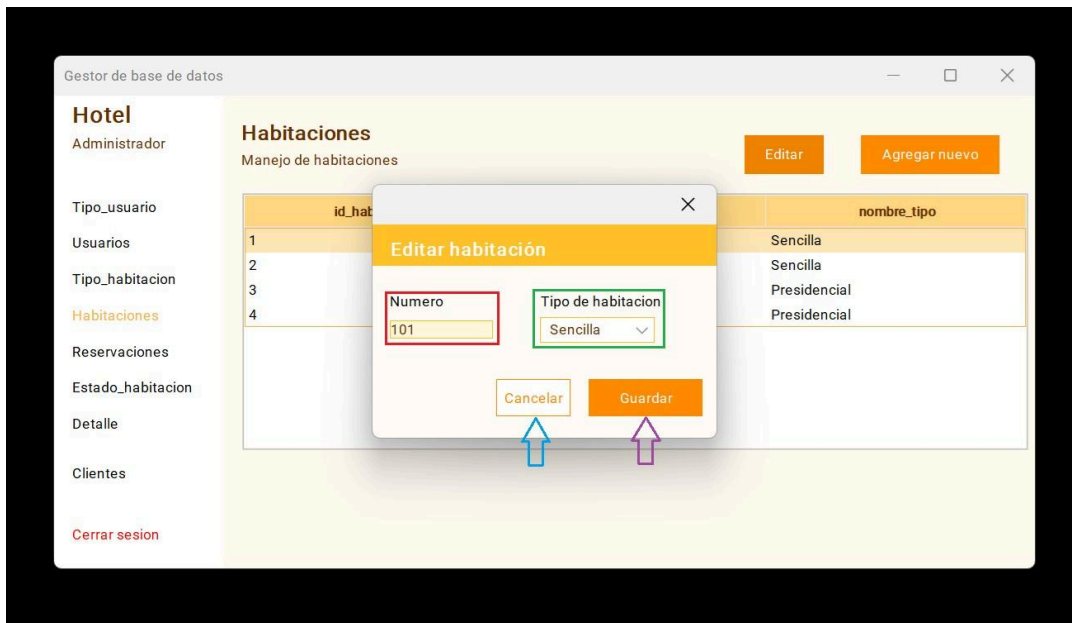 Gestor de base de datos
Hotel
Administrador
Tipo_usuario
Usuarios
Tipo_habitacion
Habitaciones
Reservaciones
Estado_habitacion
Detalle
Clientes
Cerrar sesion
Habitaciones
Manejo de habitaciones
Editar
Agregar nuevo
nombre_tipo
1 Sencilla
2 Sencilla
3 Presidencial
4 Presidencial
Editar habitación
Numero
Tipo de habitacion
101
Sencilla
Cancelar
Guardar